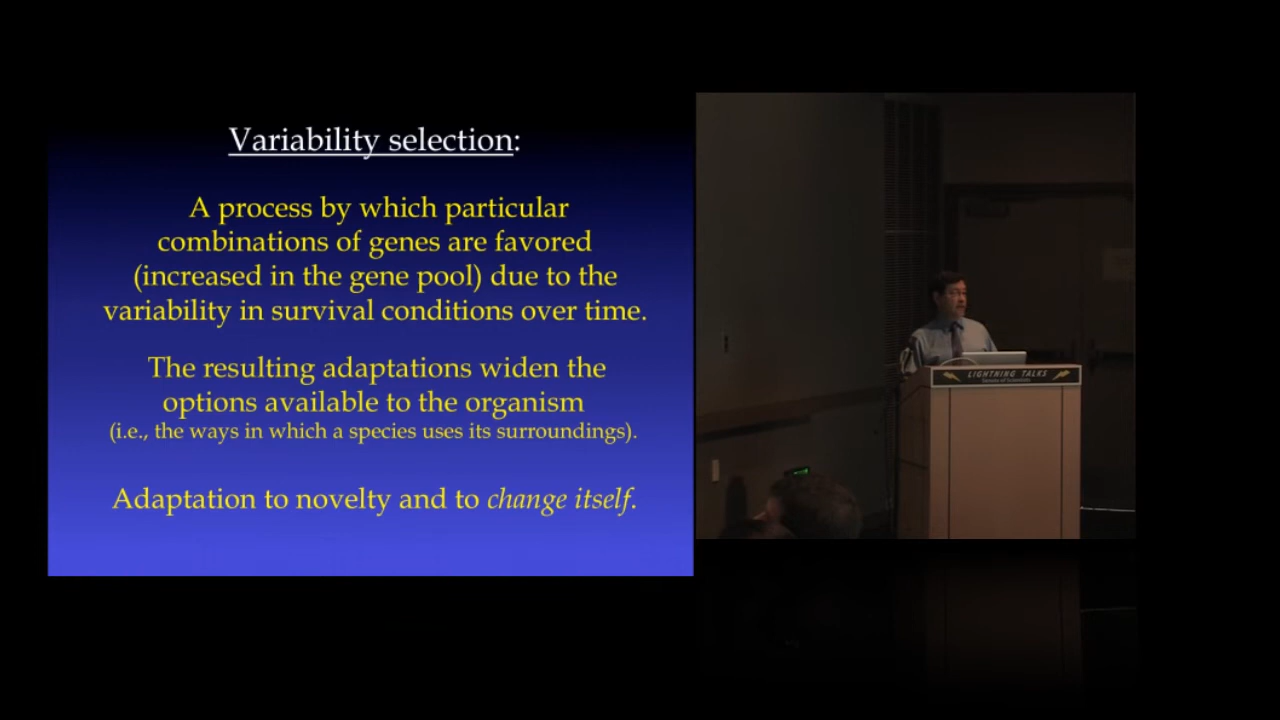 Variability selection:
A process by which particular
combinations of genes are favored
(increased in the gene pool) due to the
variability in survival conditions over time.
The resulting adaptations widen the
options available to the organism
(i.e., the ways in which a species uses its surroundings).
Adaptation to novelty and to change itself.
LIGHTNING TALKS